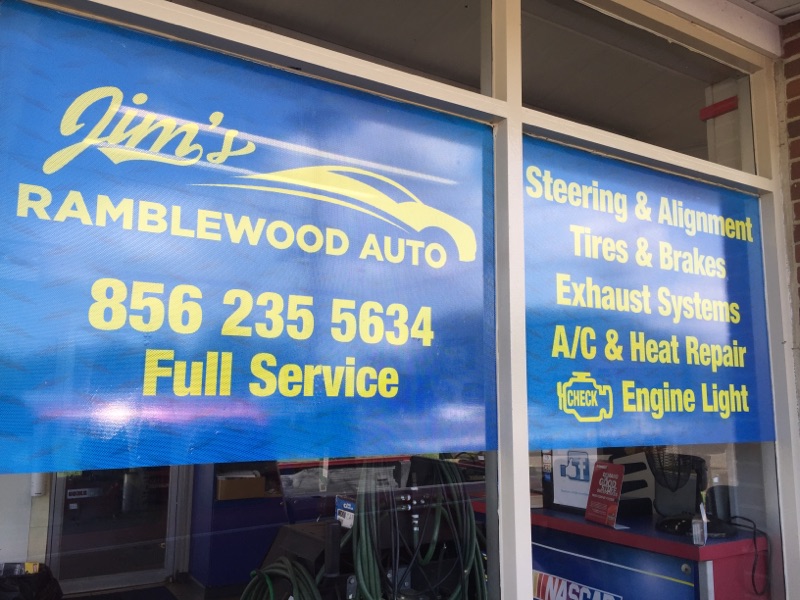 Jim's
RAMBLEWOOD AUTO
856 235 5634
Full Service
Steering & Alignment
Tires & Brakes
Exhaust Systems
A/C & Heat Repair
CHECK Engine Light
NASCAR